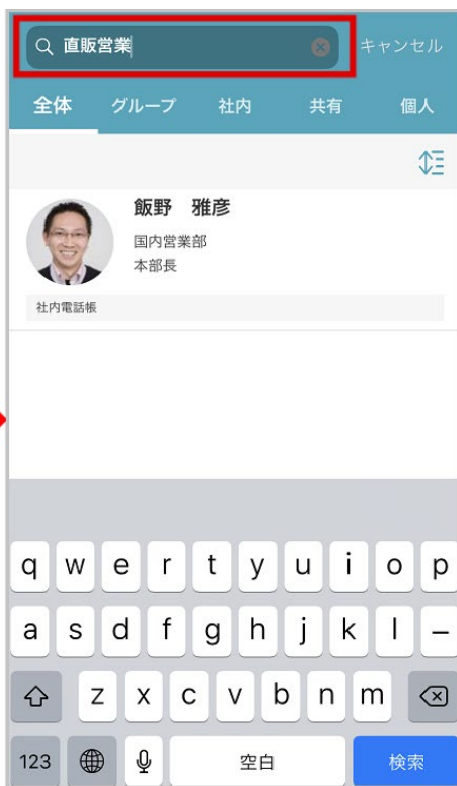 直販営業
キャンセル
全体 グループ 社内 共有 個人
飯野 雅彦
国内営業部
本部長
社内電話帳
q w e r t y u i o p
a s d f g h j k l –
z x c v b n m
123 空白 検索